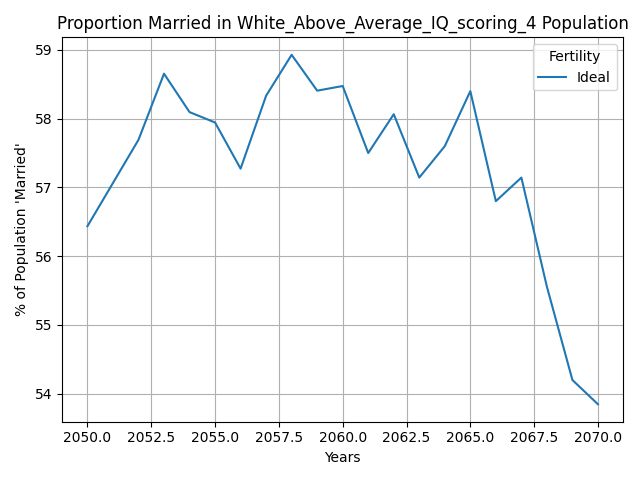 Proportion Married in White_Above_Average_IQ_scoring_4 Population
Fertility
Ideal
% of Population 'Married'
59
58
57
56
55
54
2050.0 2052.5 2055.0 2057.5 2060.0 2062.5 2065.0 2067.5 2070.0
Years